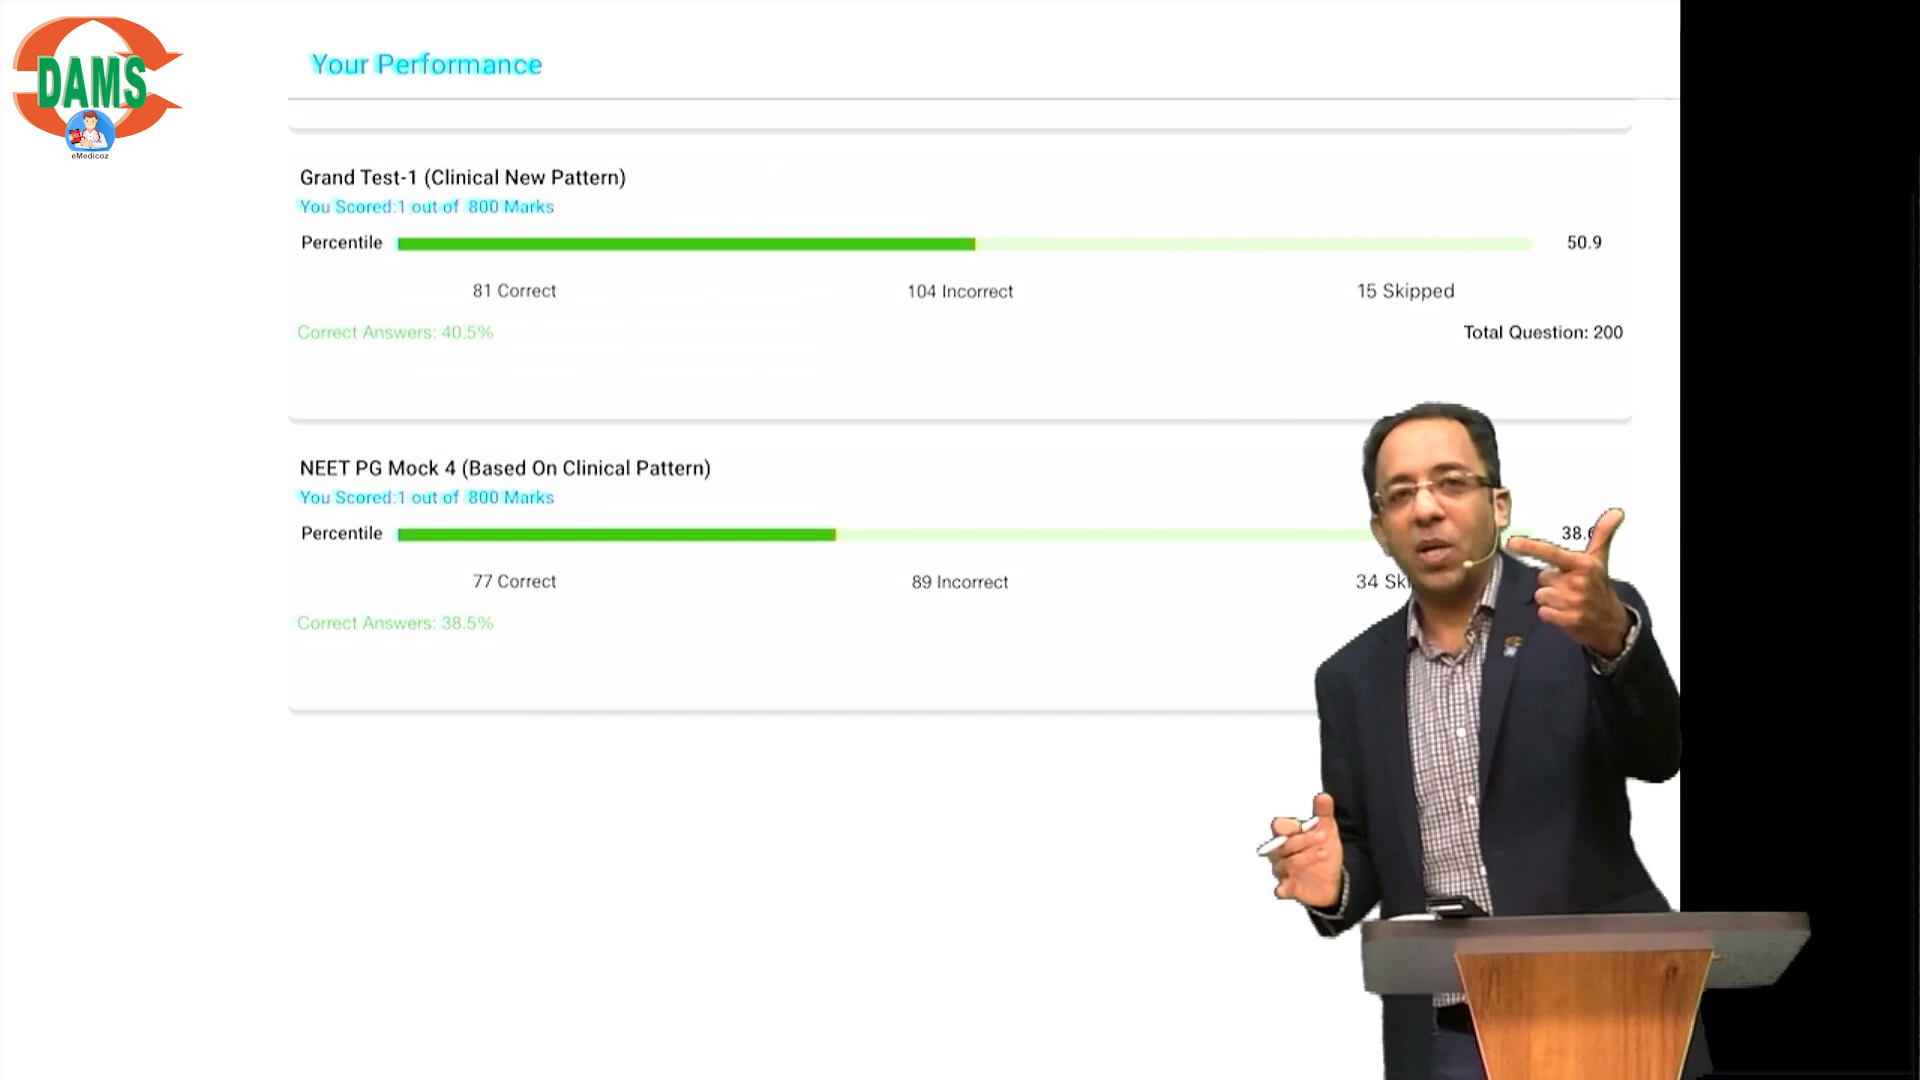 DAMS
eMedicoz
Your Performance
Grand Test-1 (Clinical New Pattern)
You Scored:1 out of 800 Marks
Percentile 50.9
81 Correct 104 Incorrect 15 Skipped
Correct Answers: 40.5% Total Question: 200
NEET PG Mock 4 (Based On Clinical Pattern)
You Scored:1 out of 800 Marks
Percentile 38.
77 Correct 89 Incorrect 34
Correct Answers: 38.5%